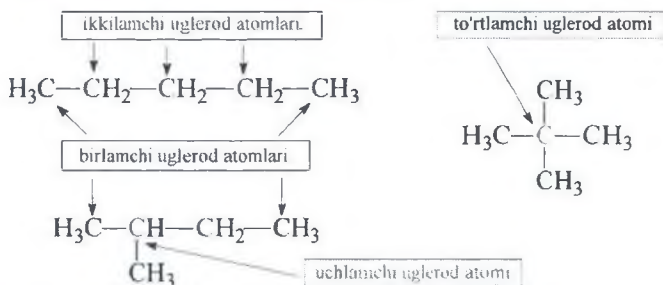 ikkilamchi uglerod atomlari.
to'rtlamchi uglerod atomi
H₃C—CH₂—CH₂—CH₂—CH₃
CH₃
H₃C—C—CH₃
CH₃
birlamchi uglerod atomlari
H₃C—CH—CH₂—CH₃
CH₃
uchlamchi uglerod atomi